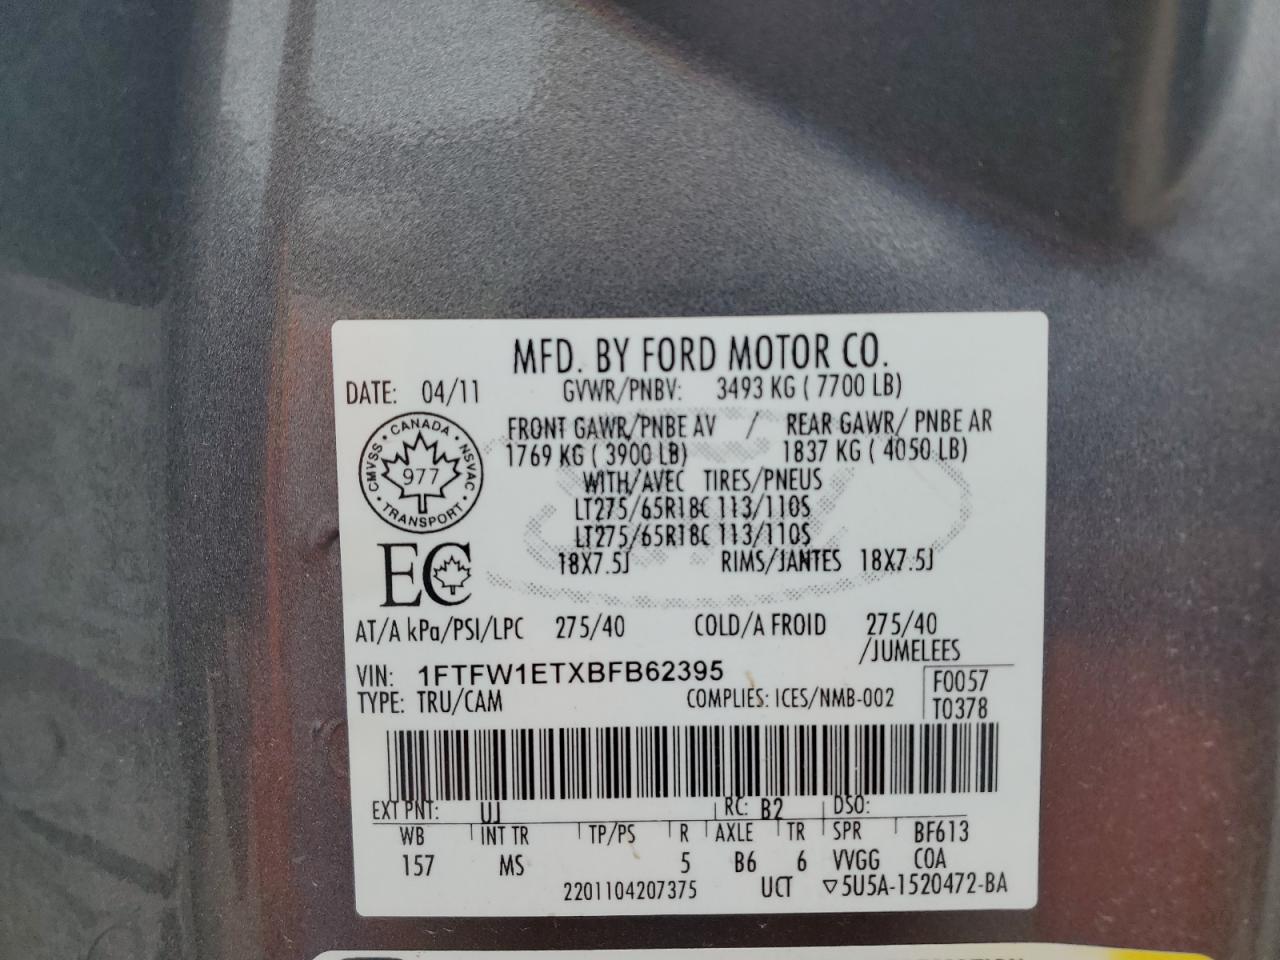 MFD. BY FORD MOTOR CO.
DATE: 04/11 GVWR/PNBV: 3493 KG ( 7700 LB)
FRONT GAWR/PNBE AV / REAR GAWR/ PNBE AR
1769 KG ( 3900 LB) 1837 KG ( 4050 LB)
WITH/AVEC TIRES/PNEUS
LT275/65R18C 113/110S
LT275/65R18C 113/110S
18X7.5J RIMS/JANTES 18X7.5J
CANADA
CMVSS 977 NSVAC
TRANSPORT
EC
AT/A kPa/PSI/LPC 275/40 COLD/A FROID 275/40
/JUMELEES
VIN: 1FTFW1ETXBFB62395 F0057
TYPE: TRU/CAM COMPLIES: ICES/NMB-002 T0378
EXT PNT: UJ RC: B2 DSO:
WB INT TR TP/PS R AXLE TR SPR BF613
157 MS 5 B6 6 VVGG COA
2201104207375 UCT ▽5U5A-1520472-BA